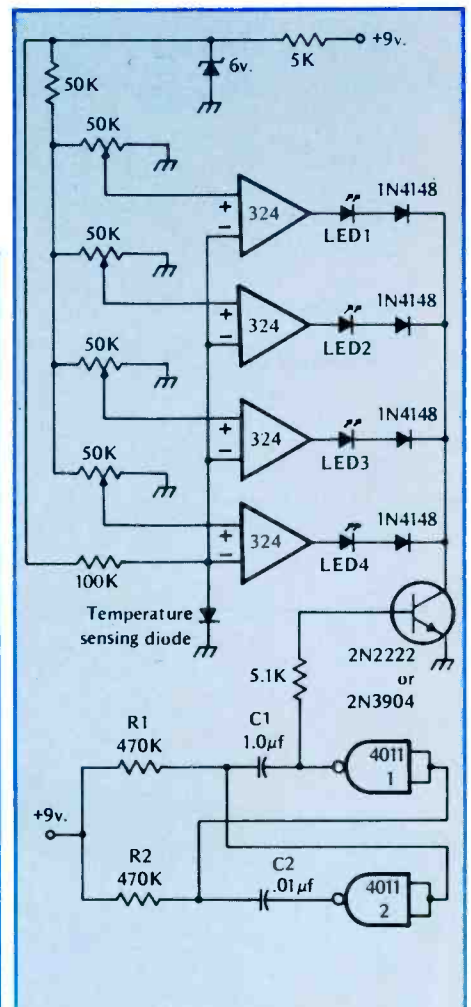 +9v.
5K
6v.
50K
50K
+
−
324
LED1
1N4148
50K
+
−
324
LED2
1N4148
50K
+
−
324
LED3
1N4148
50K
+
−
324
LED4
1N4148
100K
Temperature
sensing diode
2N2222
or
2N3904
5.1K
R1
470K
C1
1.0µf
4011
1
+9v.
R2
470K
C2
.01µf
4011
2